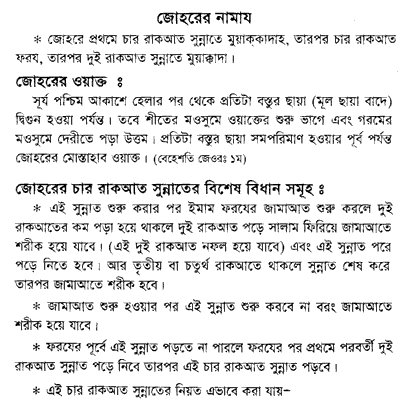 জোহরের নামায
* জোহরে প্রথমে চার রাকআত সুন্নাতে মুয়াক্কাদাহ, তারপর চার রাকআত
ফরয, তারপর দুই রাকআত সুন্নাতে মুয়াক্কাদা।
জোহরের ওয়াক্ত ঃ
সূর্য পশ্চিম আকাশে হেলার পর থেকে প্রতিটা বস্তুর ছায়া (মূল ছায়া বাদে)
দ্বিগুন হওয়া পর্যন্ত। তবে শীতের মওসুমে ওয়াক্তের শুরু ভাগে এবং গরমের
মওসুমে দেরীতে পড়া উত্তম। প্রতিটা বস্তুর ছায়া সমপরিমাণ হওয়ার পূর্ব পর্যন্ত
জোহরের মোস্তাহাব ওয়াক্ত। (বেহেশতি জেওরঃ ১ম)
জোহরের চার রাকআত সুন্নাতের বিশেষ বিধান সমূহ ঃ
* এই সুন্নাত শুরু করার পর ইমাম ফরযের জামাআত শুরু করলে দুই
রাকআতের কম পড়া হয়ে থাকলে দুই রাকআত পড়ে সালাম ফিরিয়ে জামাআতে
শরীক হয়ে যাবে। (এই দুই রাকআত নফল হয়ে যাবে) এবং এই সুন্নাত পরে
পড়ে নিতে হবে। আর তৃতীয় বা চতুর্থ রাকআতে থাকলে সুন্নাত শেষ করে
তারপর জামাআতে শরীক হবে।
* জামাআত শুরু হওয়ার পর এই সুন্নাত শুরু করবে না বরং জামাআতে
শরীক হয়ে যাবে।
* ফরযের পূর্বে এই সুন্নাত পড়তে না পারলে ফরযের পর প্রথমে পরবর্তী দুই
রাকআত সুন্নাত পড়ে নিবে তারপর এই চার রাকআত সুন্নাত পড়বে।
* এই চার রাকআত সুন্নাতের নিয়ত এভাবে করা যায়–